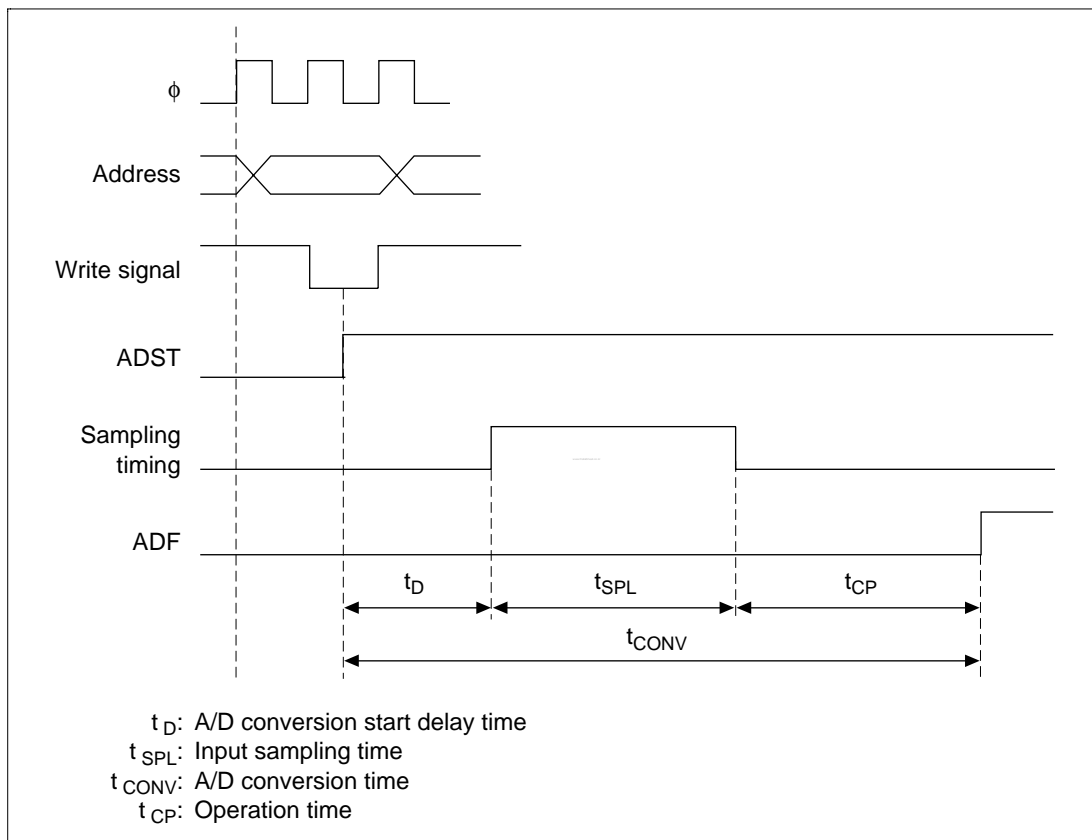 ϕ
Address
Write signal
ADST
Sampling
timing
ADF
tD tSPL tCP
tCONV
tD: A/D conversion start delay time
tSPL: Input sampling time
tCONV: A/D conversion time
tCP: Operation time